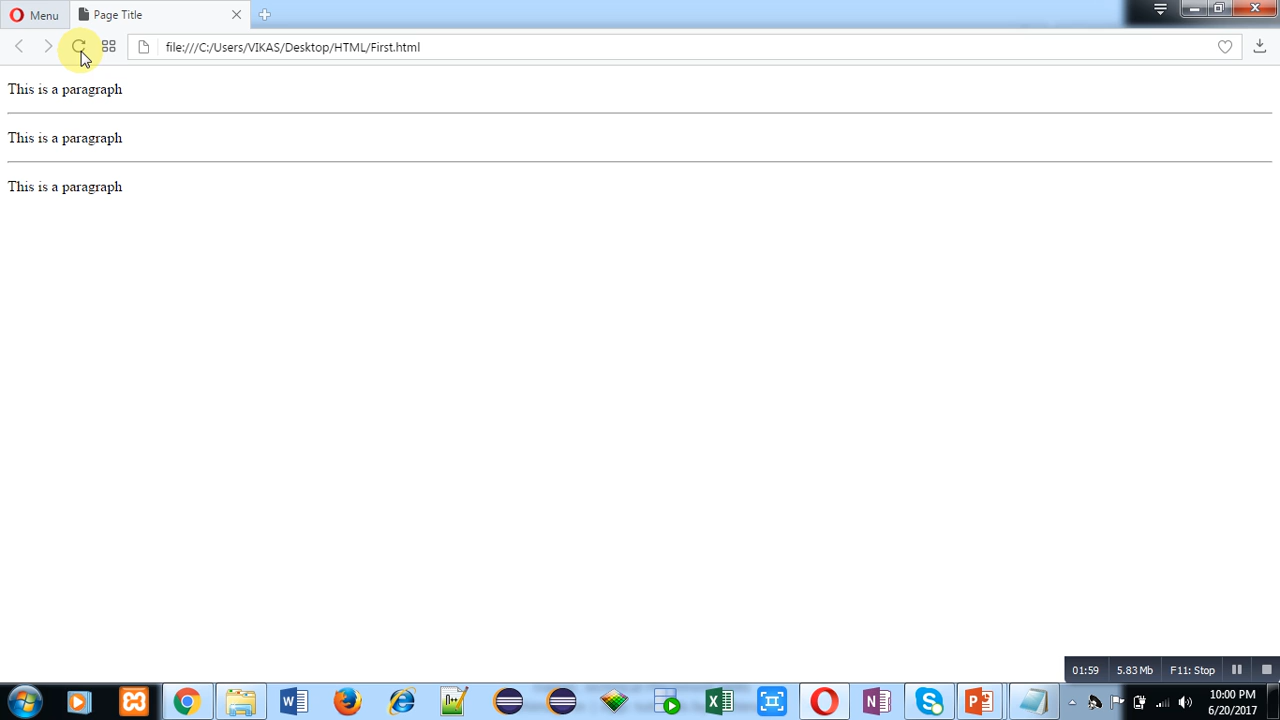 Menu
Page Title
file:///C:/Users/VIKAS/Desktop/HTML/First.html
This is a paragraph
This is a paragraph
This is a paragraph
01:59 5.83 Mb F11: Stop
10:00 PM
6/20/2017